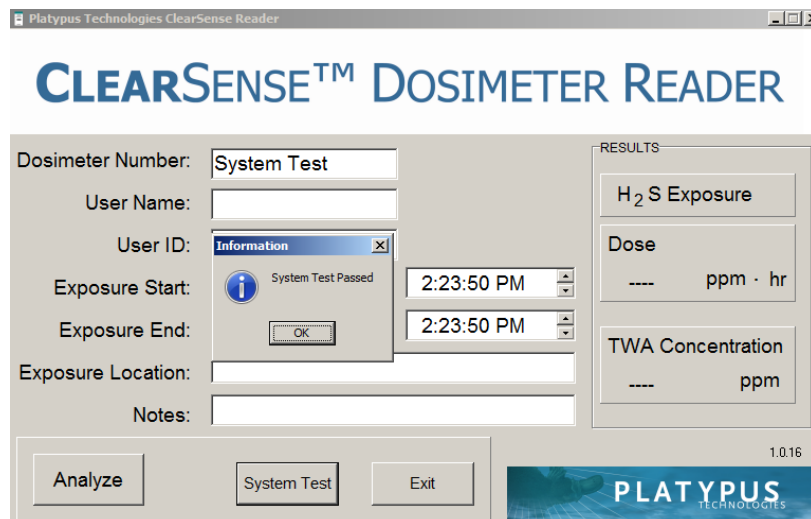 Platypus Technologies ClearSense Reader
CLEARSENSE™ DOSIMETER READER
Dosimeter Number: System Test
User Name:
User ID:
Exposure Start: 2:23:50 PM
Exposure End: 2:23:50 PM
Exposure Location:
Notes:
Information
System Test Passed
OK
RESULTS
H2S Exposure
Dose
---- ppm · hr
TWA Concentration
---- ppm
Analyze System Test Exit
1.0.16
PLATYPUS
TECHNOLOGIES